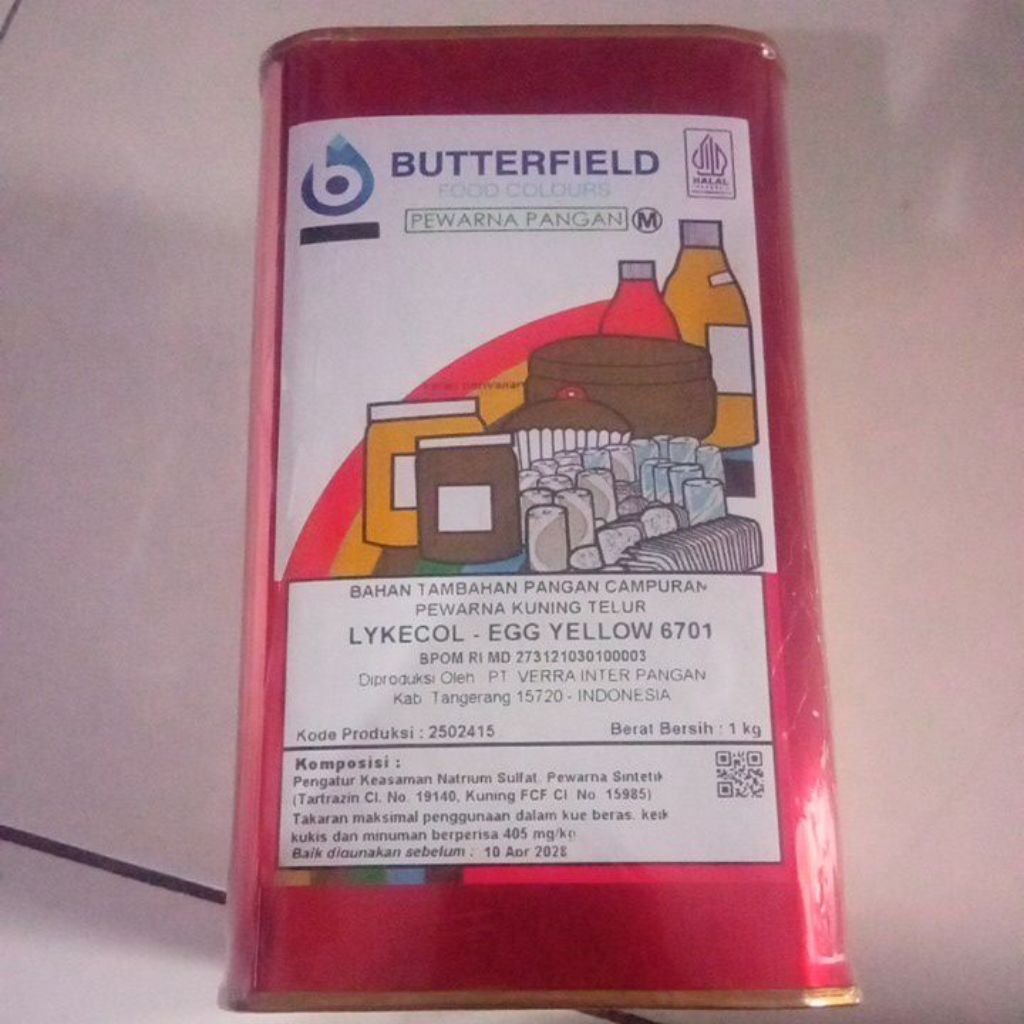 BUTTERFIELD
FOOD COLOURS
PEWARNA PANGAN M
HALAL
BAHAN TAMBAHAN PANGAN CAMPURAN
PEWARNA KUNING TELUR
LYKECOL - EGG YELLOW 6701
BPOM RI MD 273121030100003
Diproduksi Oleh PT. VERRA INTER PANGAN
Kab. Tangerang 15720 - INDONESIA
Kode Produksi : 2502415 Berat Bersih : 1 kg
Komposisi :
Pengatur Keasaman Natrium Sulfat. Pewarna Sintetik
(Tartrazin CI. No. 19140, Kuning FCF CI No. 15985)
Takaran maksimal penggunaan dalam kue beras, keik
kukis dan minuman berperisa 405 mg/kg
Baik digunakan sebelum : 10 Apr 2028